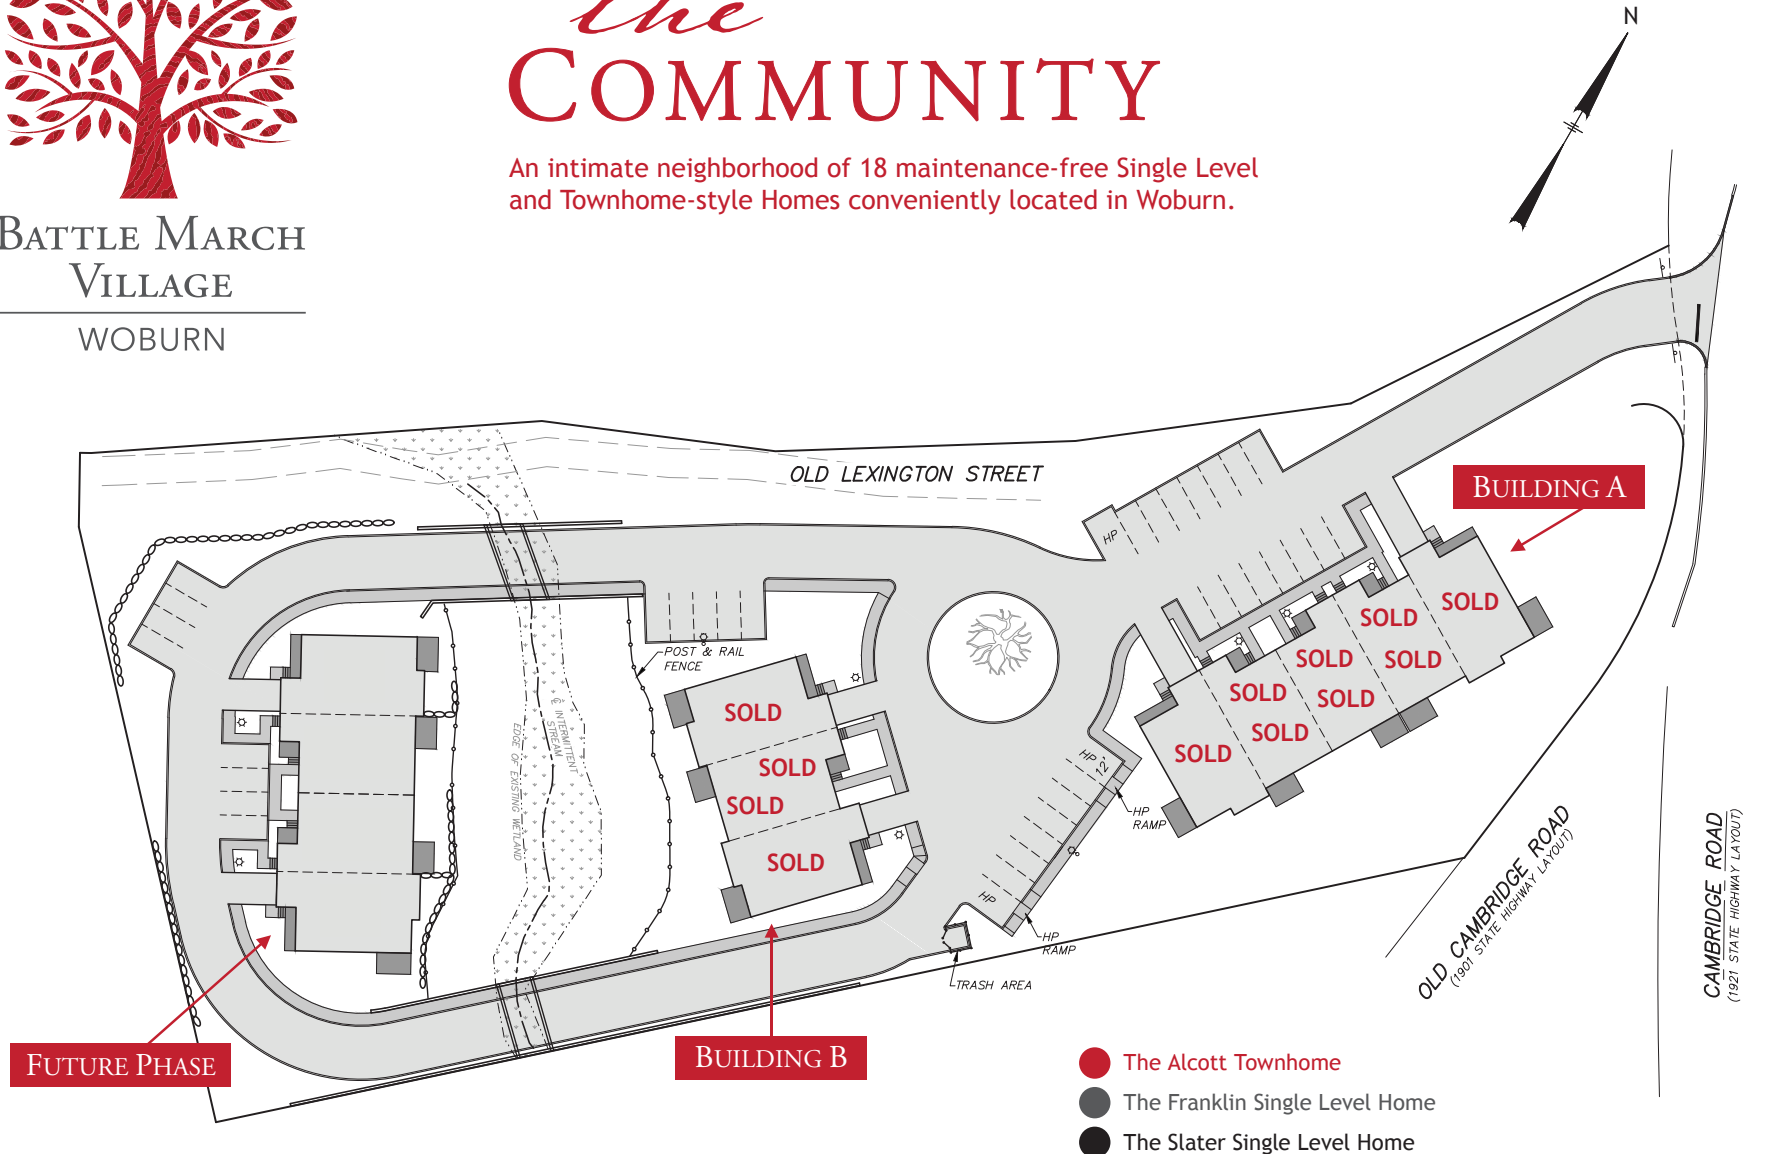 the
COMMUNITY
An intimate neighborhood of 18 maintenance-free Single Level
and Townhome-style Homes conveniently located in Woburn.
BATTLE MARCH
VILLAGE
WOBURN
N
OLD LEXINGTON STREET
BUILDING A
HP
SOLD
SOLD
SOLD
SOLD
SOLD
SOLD
SOLD
SOLD
POST & RAIL
FENCE
SOLD
SOLD
SOLD
SOLD
℄ INTERMITTENT
STREAM
EDGE OF EXISTING WETLAND
HP
12'
HP
RAMP
HP
HP
RAMP
TRASH AREA
OLD CAMBRIDGE ROAD
(1901 STATE HIGHWAY LAYOUT)
CAMBRIDGE ROAD
(1921 STATE HIGHWAY LAYOUT)
FUTURE PHASE
BUILDING B
The Alcott Townhome
The Franklin Single Level Home
The Slater Single Level Home